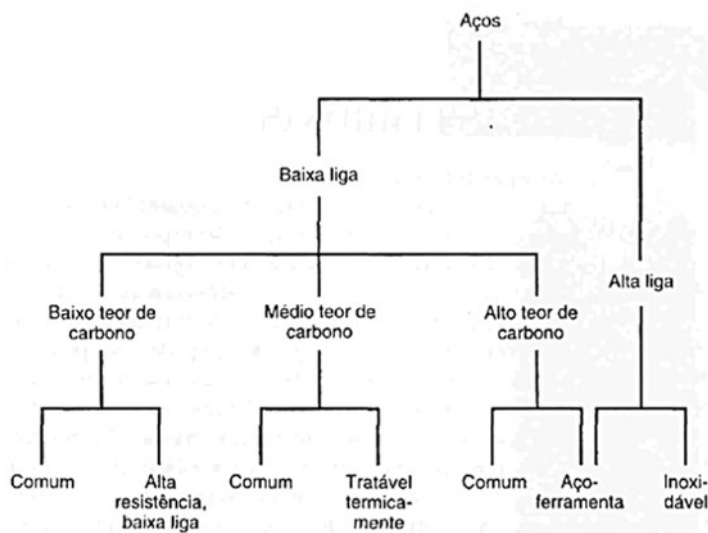 Aços
Baixa liga
Alta liga
Baixo teor de
carbono
Médio teor de
carbono
Alto teor de
carbono
Comum
Alta
resistência,
baixa liga
Comum
Tratável
termica-
mente
Comum
Aço-
ferramenta
Inoxi-
dável